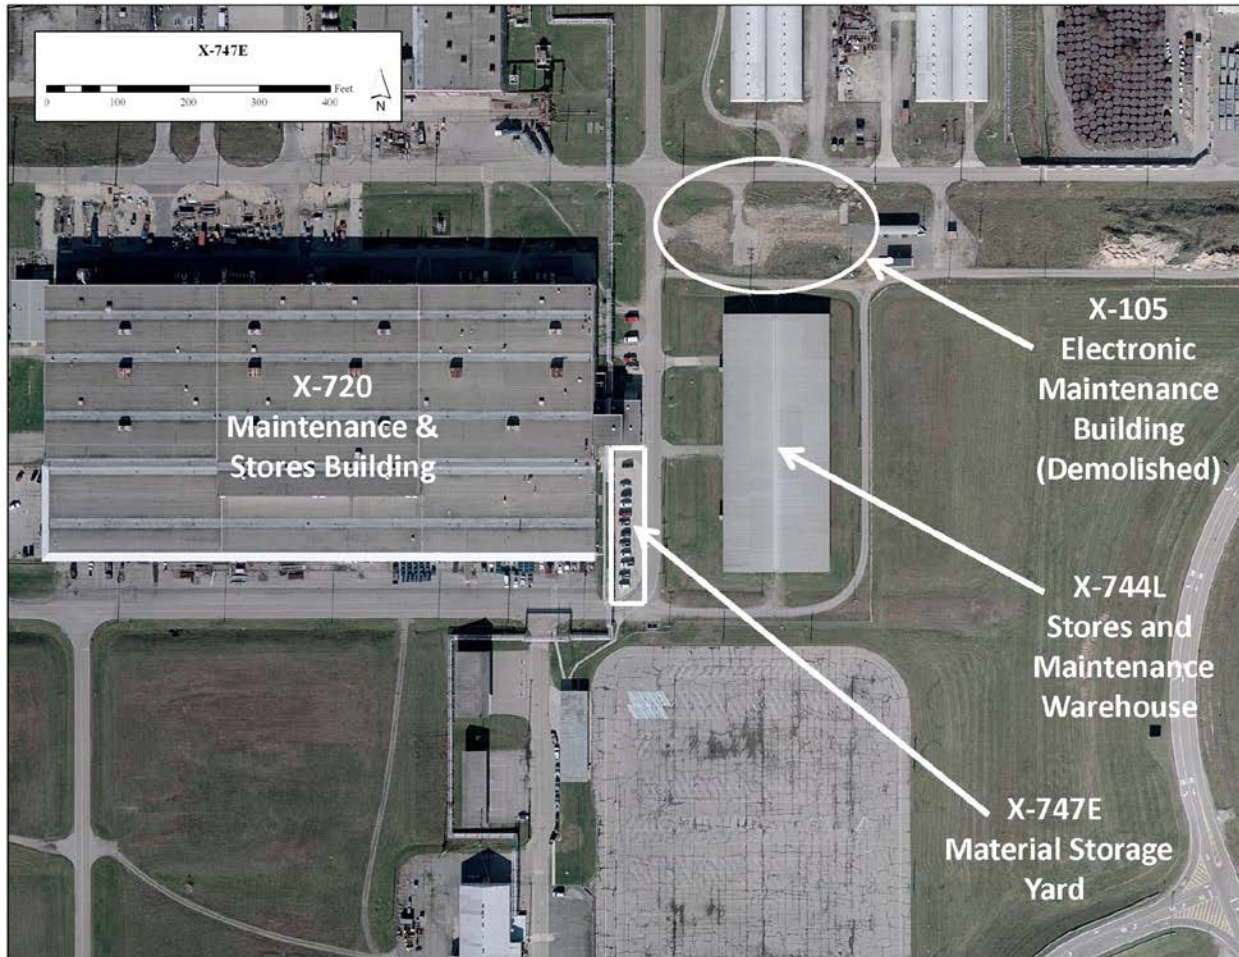 X-747E
Feet
0 100 200 300 400
N
X-720
Maintenance &
Stores Building
X-105
Electronic
Maintenance
Building
(Demolished)
X-744L
Stores and
Maintenance
Warehouse
X-747E
Material Storage
Yard